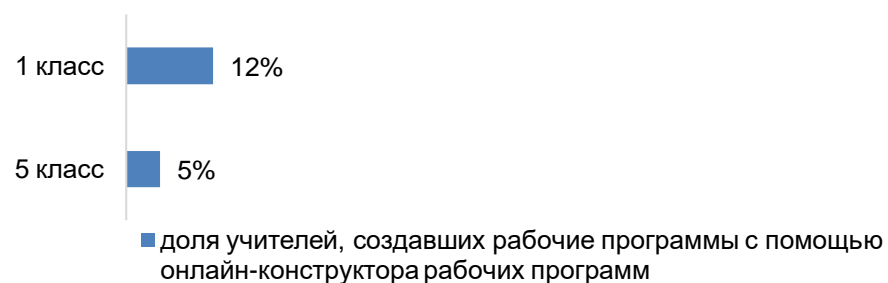 1 класс 12%
5 класс 5%
доля учителей, создавших рабочие программы с помощью
онлайн-конструктора рабочих программ